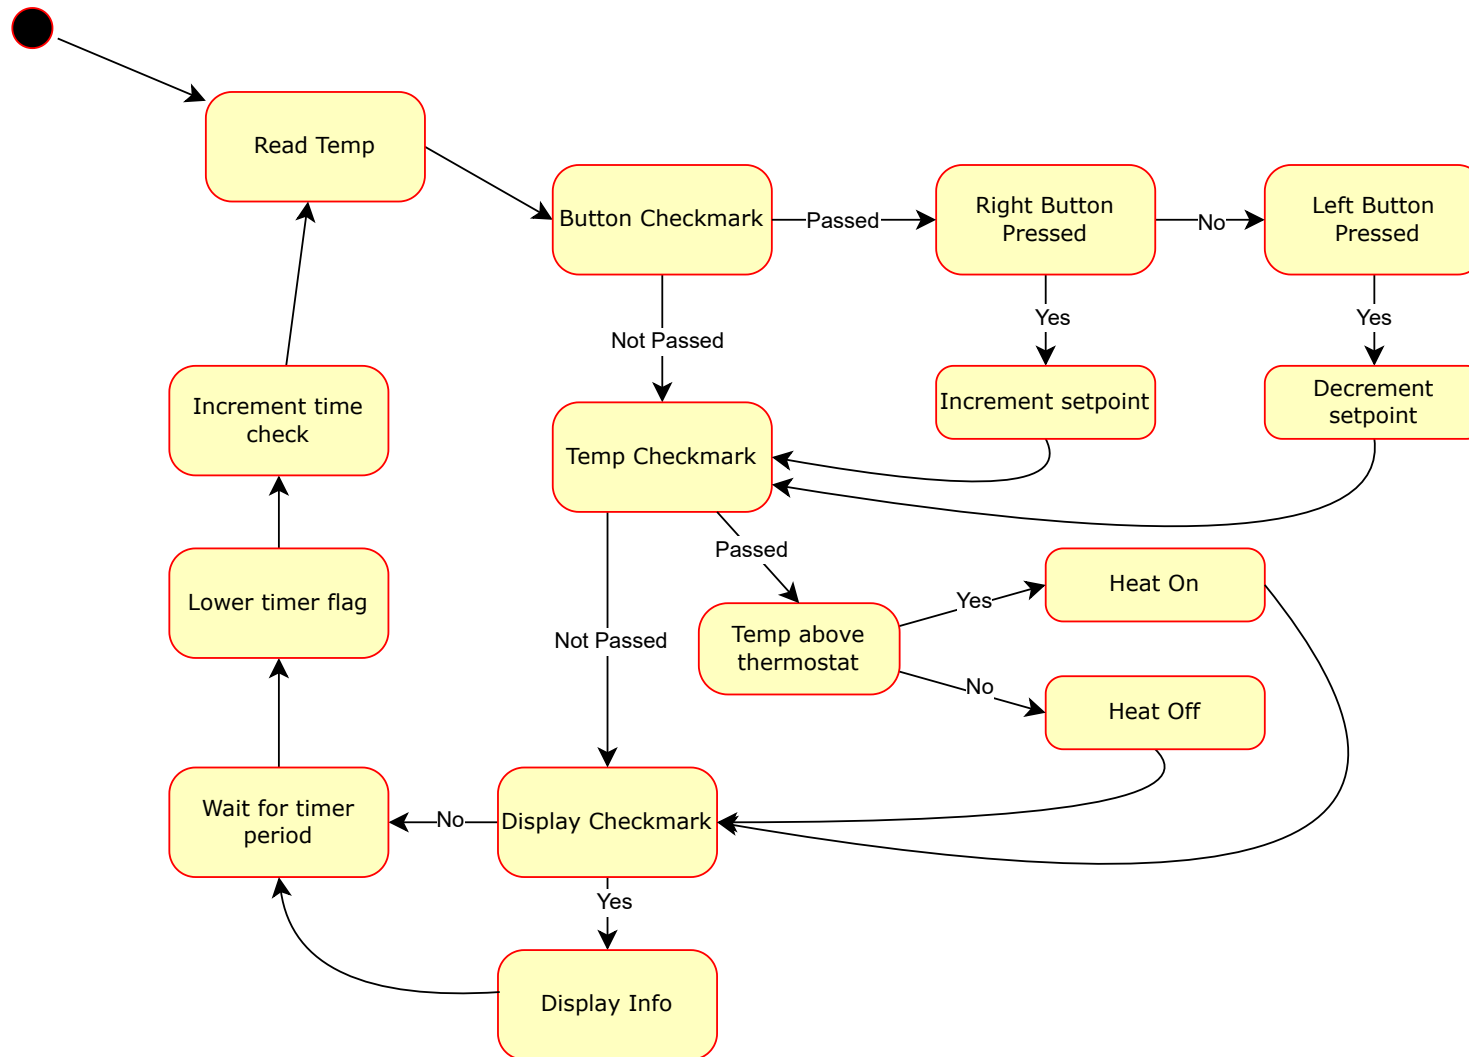 Read Temp
Button Checkmark
Passed
Right Button
Pressed
No
Left Button
Pressed
Not Passed
Yes
Yes
Increment time
check
Increment setpoint
Decrement
setpoint
Temp Checkmark
Passed
Lower timer flag
Not Passed
Temp above
thermostat
Yes
Heat On
No
Heat Off
Wait for timer
period
No
Display Checkmark
Yes
Display Info